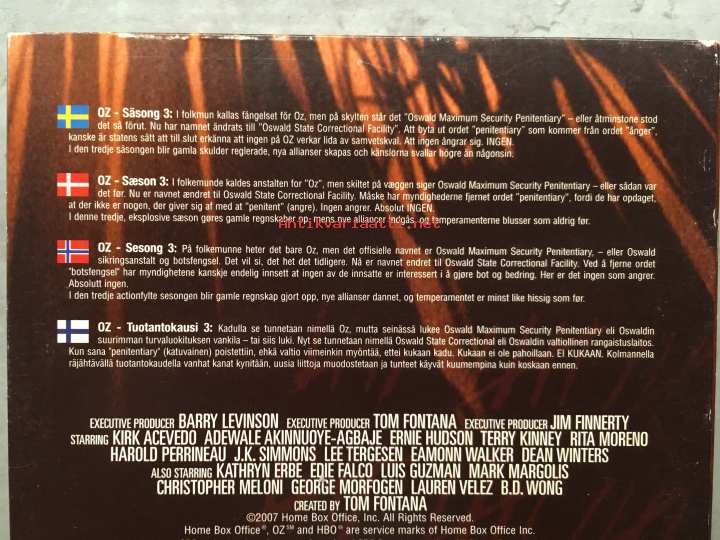 OZ - Säsong 3: I folkmun kallas fängelset för Oz, men på skylten står det "Oswald Maximum Security Penitentiary" – eller åtminstone stod
det så förut. Nu har namnet ändrats till "Oswald State Correctional Facility". Att byta ut ordet "penitentiary" som kommer från ordet "ånger",
kanske är statens sätt att till slut erkänna att ingen på OZ verkar lida av samvetskval. Att ingen ångrar sig. INGEN.
I den tredje säsongen blir gamla skulder reglerade, nya allianser skapas och känslorna svallar högre än någonsin.
OZ - Sæson 3: I folkemunde kaldes anstalten for "Oz", men skiltet på væggen siger Oswald Maximum Security Penitentiary – eller sådan var
det før. Nu er navnet ændret til Oswald State Correctional Facility. Måske har myndighederne fjernet ordet "penitentiary", fordi de har opdaget,
at der ikke er nogen, der giver sig af med at "penitent" (angre). Ingen angrer. Absolut INGEN.
I denne tredje, eksplosive sæson gøres gamle regnskaber op, mens nye alliancer indgås, og temperamenterne blusser som aldrig før.
Antikvariaatti.net
OZ - Sesong 3: På folkemunne heter det bare Oz, men det offisielle navnet er Oswald Maximum Security Penitentiary, – eller Oswald
sikringsanstalt og botsfengsel. Det vil si, det het det tidligere. Nå er navnet endret til Oswald State Correctional Facility. Ved å fjerne ordet
"botsfengsel" har myndighetene kanskje endelig innsett at ingen av de innsatte er interessert i å gjøre bot og bedring. Her er det ingen som angrer.
Absolutt ingen.
I den tredje actionfylte sesongen blir gamle regnskap gjort opp, nye allianser dannet, og temperamentet er minst like hissig som før.
OZ - Tuotantokausi 3: Kadulla se tunnetaan nimellä Oz, mutta seinässä lukee Oswald Maximum Security Penitentiary eli Oswaldin
suurimman turvaluokituksen vankila – tai siis luki. Nyt se tunnetaan nimellä Oswald State Correctional eli Oswaldin valtiollinen rangaistuslaitos.
Kun sana "penitentiary" (katuvainen) poistettiin, ehkä valtio viimeinkin myöntää, ettei kukaan kadu. Kukaan ei ole pahoillaan. EI KUKAAN. Kolmannella
räjähtävällä tuotantokaudella vanhat kanat kynitään, uusia liittoja muodostetaan ja tunteet käyvät kuumempina kuin koskaan ennen.
EXECUTIVE PRODUCER BARRY LEVINSON EXECUTIVE PRODUCER TOM FONTANA EXECUTIVE PRODUCER JIM FINNERTY
STARRING KIRK ACEVEDO ADEWALE AKINNUOYE-AGBAJE ERNIE HUDSON TERRY KINNEY RITA MORENO
HAROLD PERRINEAU J.K. SIMMONS LEE TERGESEN EAMONN WALKER DEAN WINTERS
ALSO STARRING KATHRYN ERBE EDIE FALCO LUIS GUZMAN MARK MARGOLIS
CHRISTOPHER MELONI GEORGE MORFOGEN LAUREN VELEZ B.D. WONG
CREATED BY TOM FONTANA
©2007 Home Box Office, Inc. All Rights Reserved.
Home Box Office, OZ℠ and HBO® are service marks of Home Box Office Inc.